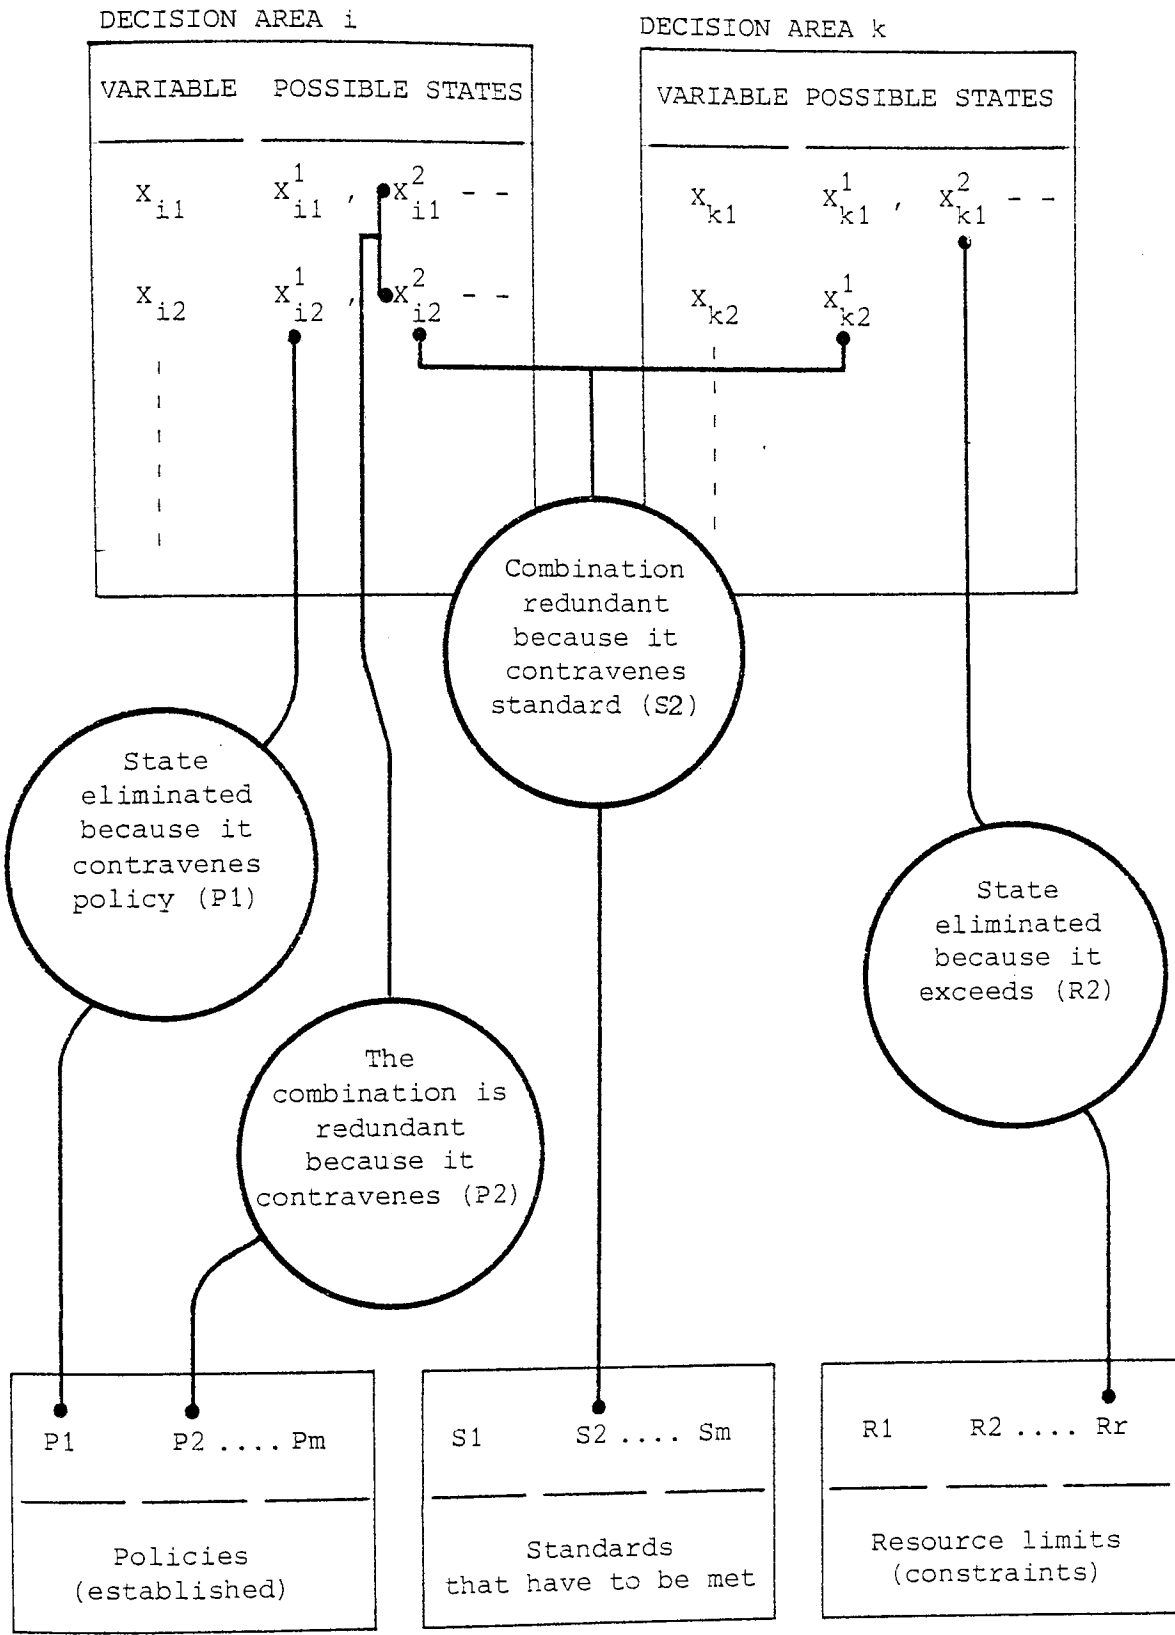 DECISION AREA i
VARIABLE POSSIBLE STATES
X_i1 X_i1^1 , X_i1^2 - -
X_i2 X_i2^1 , X_i2^2 - -
DECISION AREA k
VARIABLE POSSIBLE STATES
X_k1 X_k1^1 , X_k1^2 - -
X_k2 X_k2^1
Combination
redundant
because it
contravenes
standard (S2)
State
eliminated
because it
contravenes
policy (P1)
State
eliminated
because it
exceeds (R2)
The
combination is
redundant
because it
contravenes (P2)
P1 P2 .... Pm
Policies
(established)
S1 S2 .... Sm
Standards
that have to be met
R1 R2 .... Rr
Resource limits
(constraints)